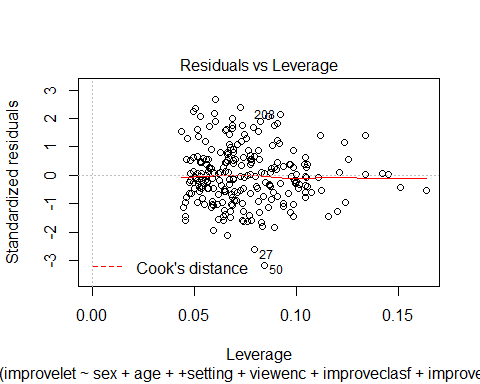 Residuals vs Leverage
Standardized residuals
3
2
1
0
-1
-2
-3
208
27
50
Cook's distance
0.00 0.05 0.10 0.15
Leverage
(improvelet ~ sex + age + +setting + viewenc + improveclasf + improve